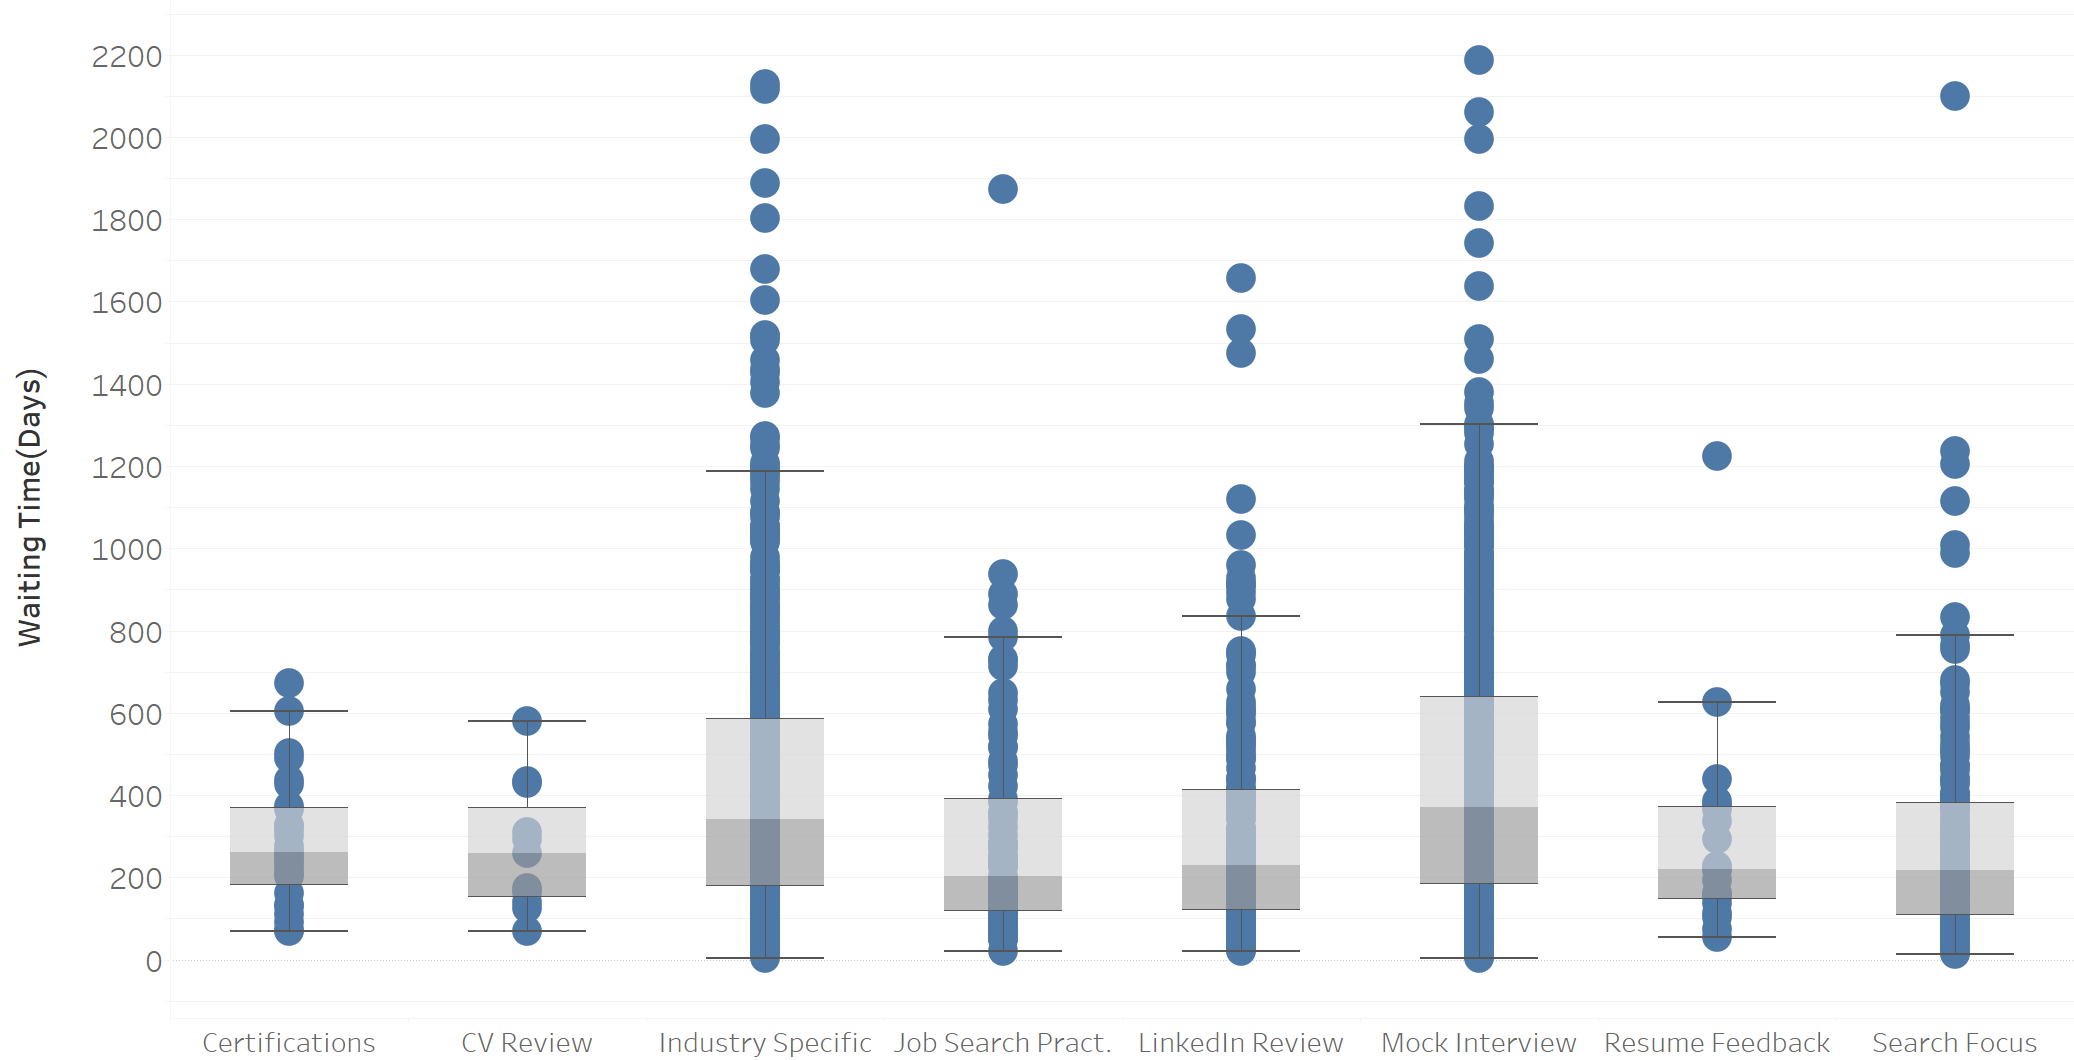 Waiting Time(Days)
2200
2000
1800
1600
1400
1200
1000
800
600
400
200
0
Certifications
CV Review
Industry Specific
Job Search Pract.
LinkedIn Review
Mock Interview
Resume Feedback
Search Focus